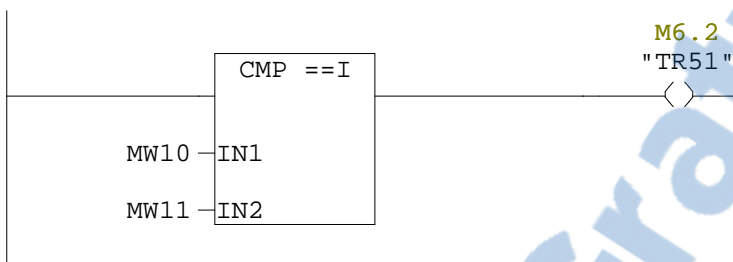 M6.2
"TR51"
CMP ==I
MW10 IN1
MW11 IN2